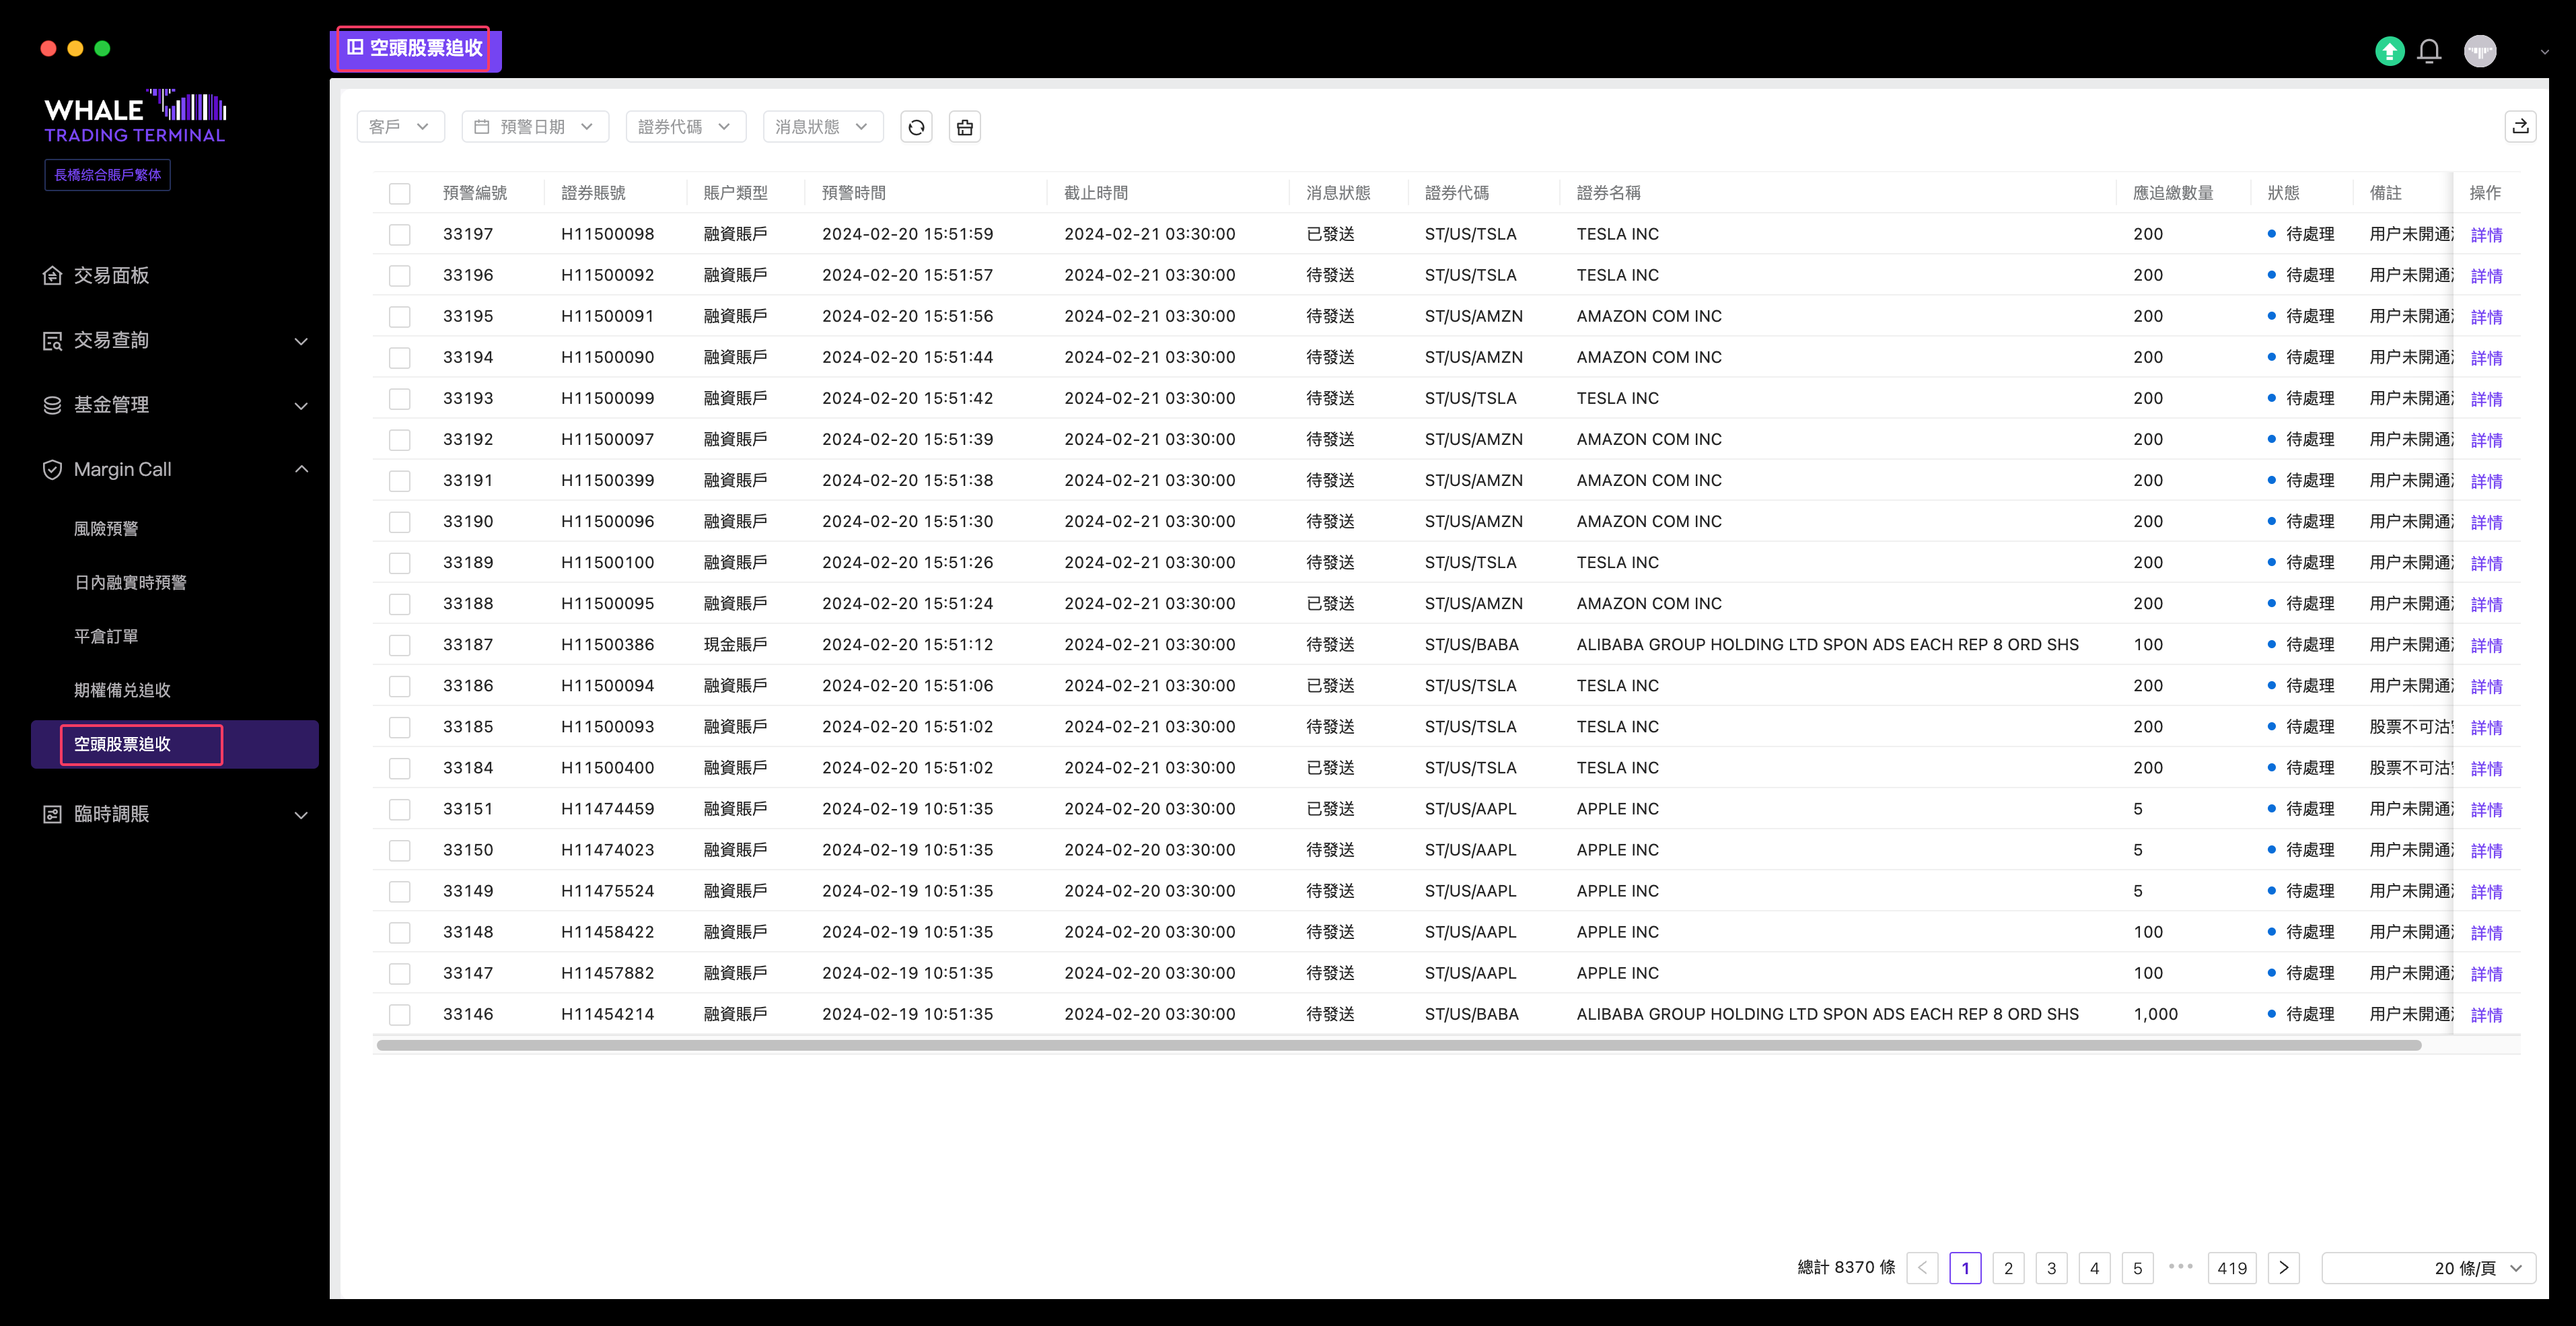 空頭股票追收
WHALE
TRADING TERMINAL
長橋综合賬戶繁体
交易面板
交易查詢
基金管理
Margin Call
風險預警
日內融實時預警
平倉訂單
期權備兑追收
空頭股票追收
臨時調賬
客戶 預警日期 證券代碼 消息狀態
預警編號 證券賬號 賬户類型 預警時間 截止時間 消息狀態 證券代碼 證券名稱 應追繳數量 狀態 備註 操作
33197 H11500098 融資賬戶 2024-02-20 15:51:59 2024-02-21 03:30:00 已發送 ST/US/TSLA TESLA INC 200 待處理 用户未開通 詳情
33196 H11500092 融資賬戶 2024-02-20 15:51:57 2024-02-21 03:30:00 待發送 ST/US/TSLA TESLA INC 200 待處理 用户未開通 詳情
33195 H11500091 融資賬戶 2024-02-20 15:51:56 2024-02-21 03:30:00 待發送 ST/US/AMZN AMAZON COM INC 200 待處理 用户未開通 詳情
33194 H11500090 融資賬戶 2024-02-20 15:51:44 2024-02-21 03:30:00 待發送 ST/US/AMZN AMAZON COM INC 200 待處理 用户未開通 詳情
33193 H11500099 融資賬戶 2024-02-20 15:51:42 2024-02-21 03:30:00 待發送 ST/US/TSLA TESLA INC 200 待處理 用户未開通 詳情
33192 H11500097 融資賬戶 2024-02-20 15:51:39 2024-02-21 03:30:00 待發送 ST/US/AMZN AMAZON COM INC 200 待處理 用户未開通 詳情
33191 H11500399 融資賬戶 2024-02-20 15:51:38 2024-02-21 03:30:00 待發送 ST/US/AMZN AMAZON COM INC 200 待處理 用户未開通 詳情
33190 H11500096 融資賬戶 2024-02-20 15:51:30 2024-02-21 03:30:00 待發送 ST/US/AMZN AMAZON COM INC 200 待處理 用户未開通 詳情
33189 H11500100 融資賬戶 2024-02-20 15:51:26 2024-02-21 03:30:00 待發送 ST/US/TSLA TESLA INC 200 待處理 用户未開通 詳情
33188 H11500095 融資賬戶 2024-02-20 15:51:24 2024-02-21 03:30:00 已發送 ST/US/AMZN AMAZON COM INC 200 待處理 用户未開通 詳情
33187 H11500386 現金賬戶 2024-02-20 15:51:12 2024-02-21 03:30:00 待發送 ST/US/BABA ALIBABA GROUP HOLDING LTD SPON ADS EACH REP 8 ORD SHS 100 待處理 用户未開通 詳情
33186 H11500094 融資賬戶 2024-02-20 15:51:06 2024-02-21 03:30:00 已發送 ST/US/TSLA TESLA INC 200 待處理 用户未開通 詳情
33185 H11500093 融資賬戶 2024-02-20 15:51:02 2024-02-21 03:30:00 待發送 ST/US/TSLA TESLA INC 200 待處理 股票不可沽 詳情
33184 H11500400 融資賬戶 2024-02-20 15:51:02 2024-02-21 03:30:00 已發送 ST/US/TSLA TESLA INC 200 待處理 股票不可沽 詳情
33151 H11474459 融資賬戶 2024-02-19 10:51:35 2024-02-20 03:30:00 已發送 ST/US/AAPL APPLE INC 5 待處理 用户未開通 詳情
33150 H11474023 融資賬戶 2024-02-19 10:51:35 2024-02-20 03:30:00 待發送 ST/US/AAPL APPLE INC 5 待處理 用户未開通 詳情
33149 H11475524 融資賬戶 2024-02-19 10:51:35 2024-02-20 03:30:00 待發送 ST/US/AAPL APPLE INC 5 待處理 用户未開通 詳情
33148 H11458422 融資賬戶 2024-02-19 10:51:35 2024-02-20 03:30:00 待發送 ST/US/AAPL APPLE INC 100 待處理 用户未開通 詳情
33147 H11457882 融資賬戶 2024-02-19 10:51:35 2024-02-20 03:30:00 待發送 ST/US/AAPL APPLE INC 100 待處理 用户未開通 詳情
33146 H11454214 融資賬戶 2024-02-19 10:51:35 2024-02-20 03:30:00 待發送 ST/US/BABA ALIBABA GROUP HOLDING LTD SPON ADS EACH REP 8 ORD SHS 1,000 待處理 用户未開通 詳情
總計 8370 條 1 2 3 4 5 ••• 419 20 條/頁